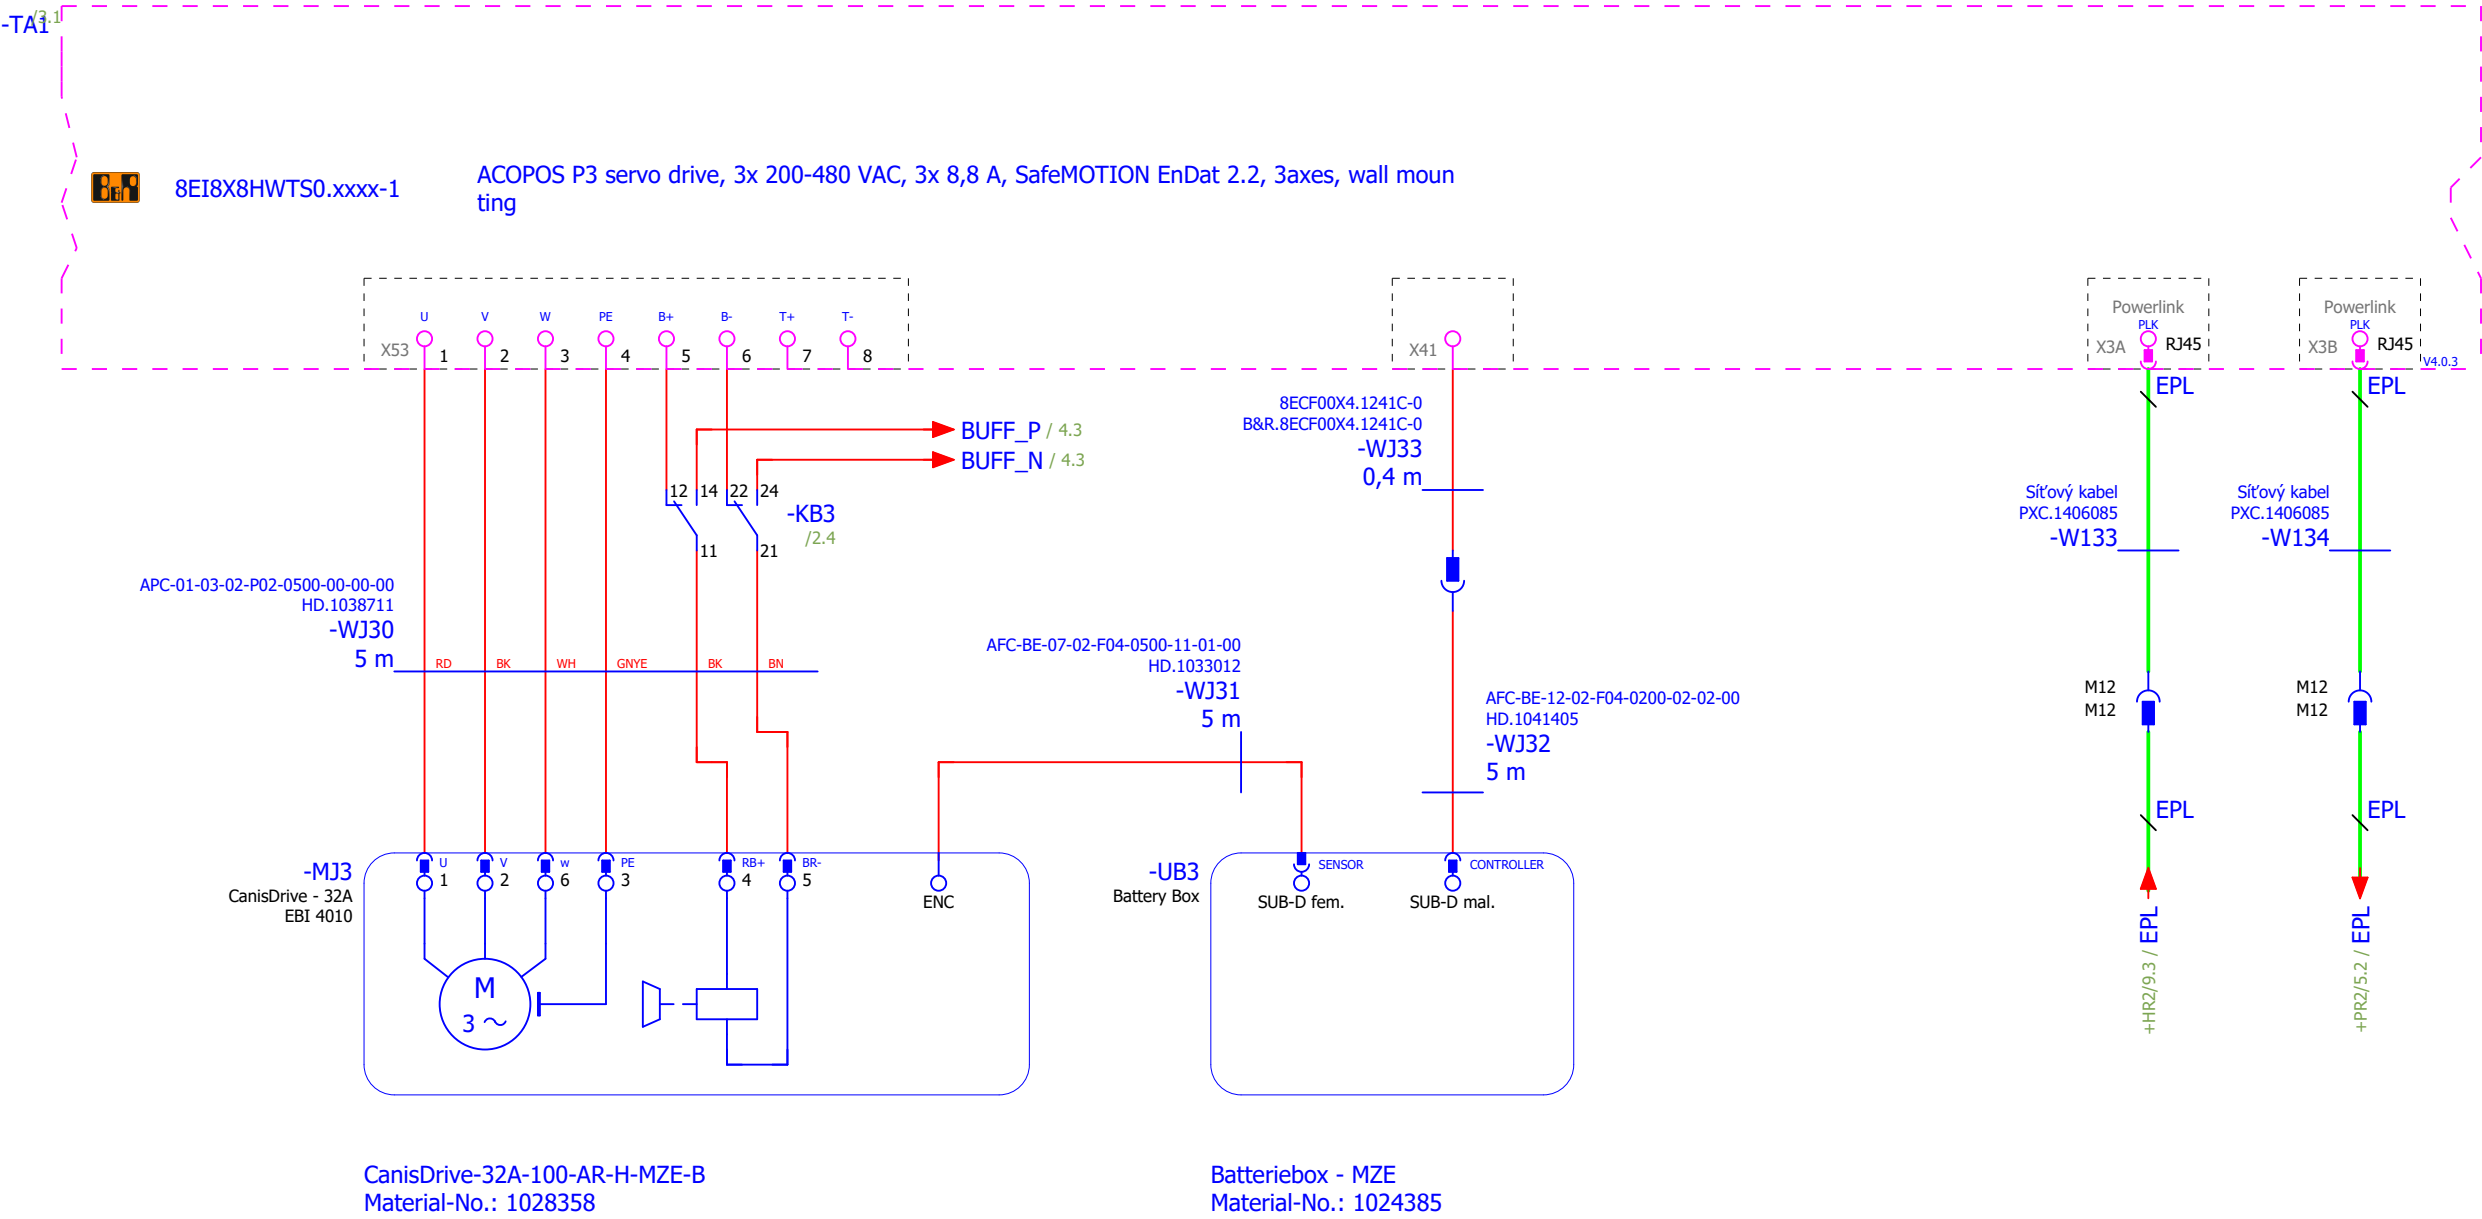 /3.1
-TA1
B&R
8EI8X8HWTS0.xxxx-1
ACOPOS P3 servo drive, 3x 200-480 VAC, 3x 8,8 A, SafeMOTION EnDat 2.2, 3axes, wall moun
ting
U V W PE B+ B- T+ T-
X53 1 2 3 4 5 6 7 8
X41
Powerlink
PLK
X3A RJ45
Powerlink
PLK
X3B RJ45
V4.0.3
EPL
EPL
BUFF_P / 4.3
BUFF_N / 4.3
8ECF00X4.1241C-0
B&R.8ECF00X4.1241C-0
-WJ33
0,4 m
12 14 22 24
-KB3
/2.4
11 21
Síťový kabel
PXC.1406085
-W133
Síťový kabel
PXC.1406085
-W134
APC-01-03-02-P02-0500-00-00-00
HD.1038711
-WJ30
5 m
RD BK WH GNYE BK BN
AFC-BE-07-02-F04-0500-11-01-00
HD.1033012
-WJ31
5 m
AFC-BE-12-02-F04-0200-02-02-00
HD.1041405
-WJ32
5 m
M12
M12
M12
M12
EPL
EPL
-MJ3
CanisDrive - 32A
EBI 4010
U V w PE RB+ BR-
1 2 6 3 4 5
ENC
M
3 ~
-UB3
Battery Box
SENSOR
SUB-D fem.
CONTROLLER
SUB-D mal.
+HR2/9.3 / EPL
+PR2/5.2 / EPL
CanisDrive-32A-100-AR-H-MZE-B
Material-No.: 1028358
Batteriebox - MZE
Material-No.: 1024385